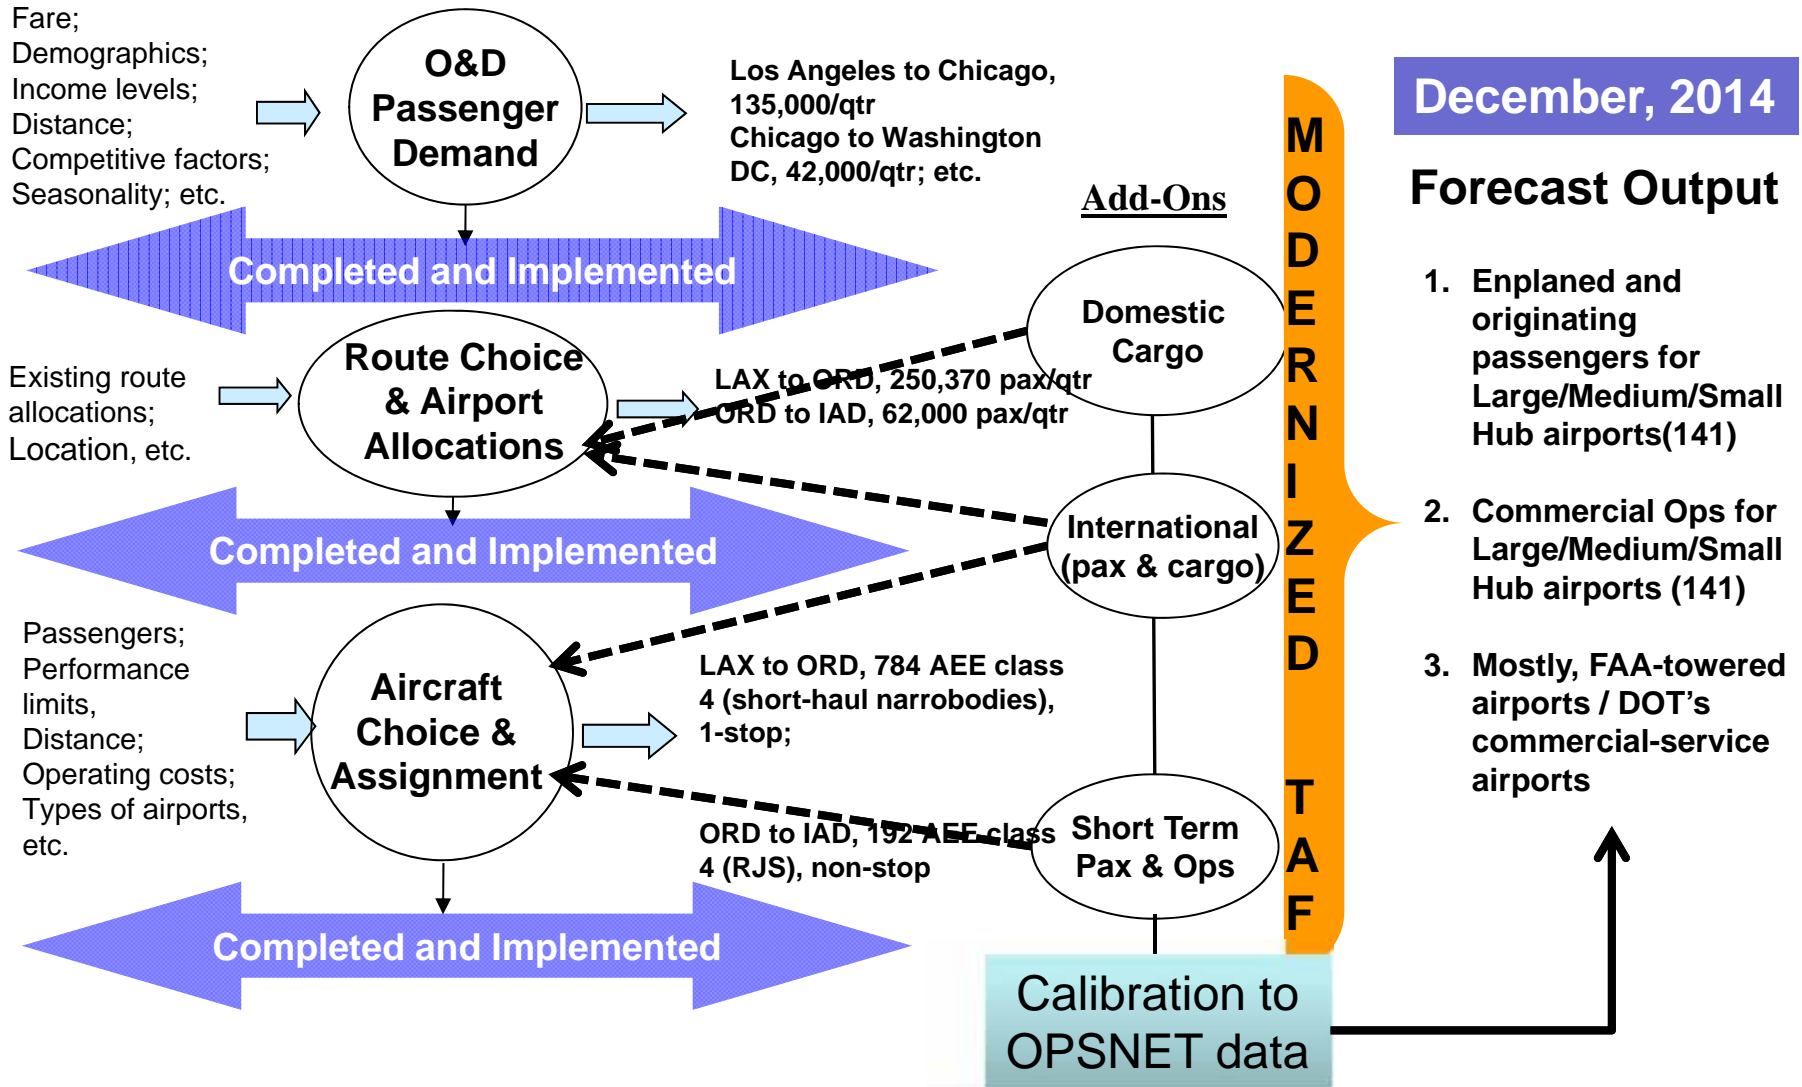 Fare;
Demographics;
Income levels;
Distance;
Competitive factors;
Seasonality; etc.
O&D
Passenger
Demand
Los Angeles to Chicago,
135,000/qtr
Chicago to Washington
DC, 42,000/qtr; etc.
Completed and Implemented
Existing route
allocations;
Location, etc.
Route Choice
& Airport
Allocations
LAX to ORD, 250,370 pax/qtr
ORD to IAD, 62,000 pax/qtr
Completed and Implemented
Passengers;
Performance
limits,
Distance;
Operating costs;
Types of airports,
etc.
Aircraft
Choice &
Assignment
LAX to ORD, 784 AEE class
4 (short-haul narrobodies),
1-stop;
ORD to IAD, 192 AEE class
4 (RJS), non-stop
Completed and Implemented
Add-Ons
Domestic
Cargo
International
(pax & cargo)
Short Term
Pax & Ops
Calibration to
OPSNET data
M
O
D
E
R
N
I
Z
E
D
T
A
F
December, 2014
Forecast Output
1. Enplaned and
originating
passengers for
Large/Medium/Small
Hub airports(141)
2. Commercial Ops for
Large/Medium/Small
Hub airports (141)
3. Mostly, FAA-towered
airports / DOT’s
commercial-service
airports